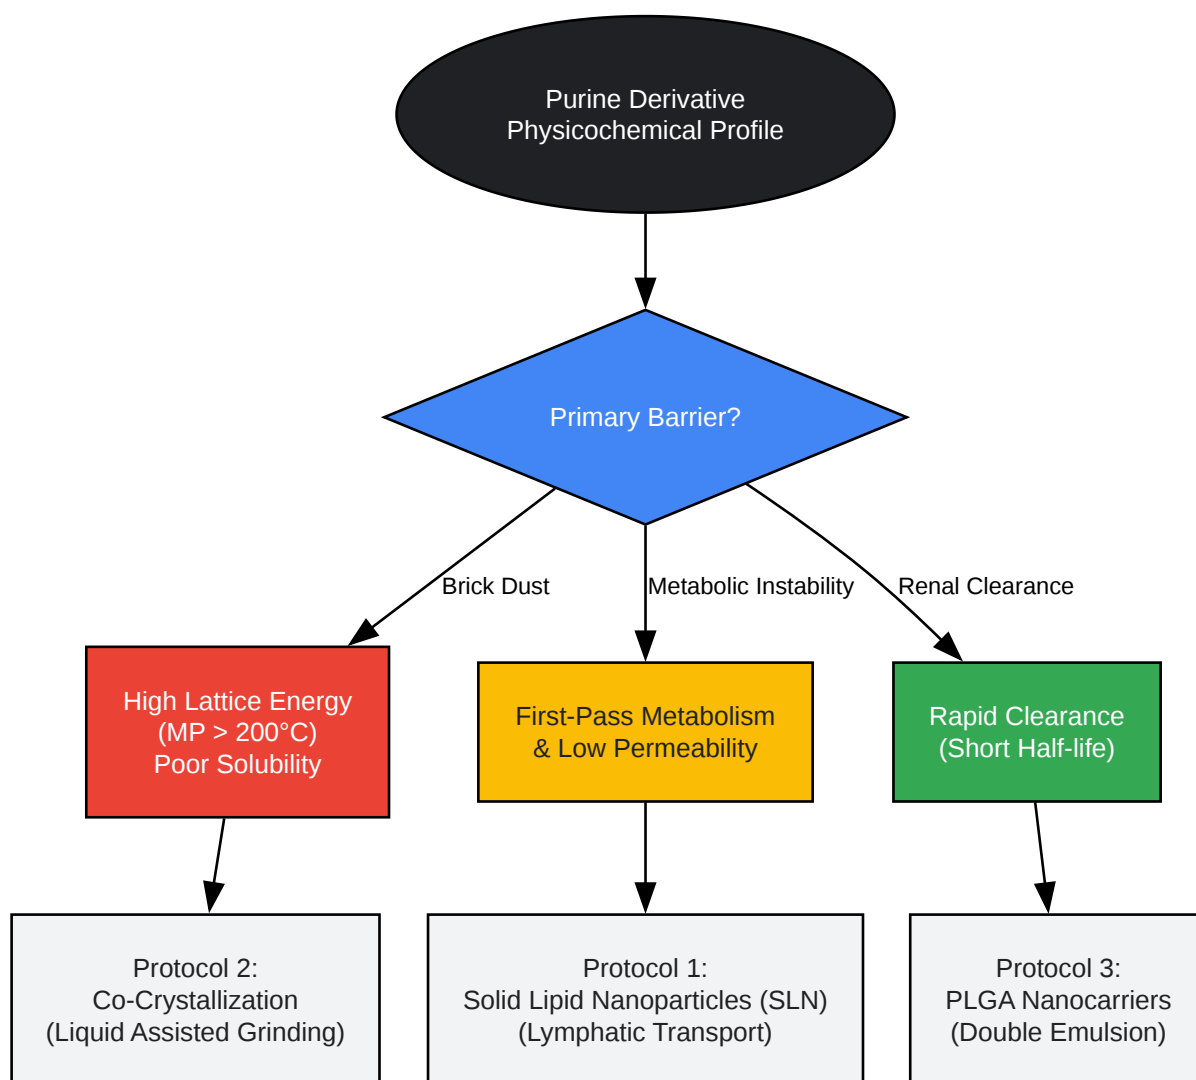 Purine Derivative
Physicochemical Profile
Primary Barrier?
Brick Dust
Metabolic Instability
Renal Clearance
High Lattice Energy
(MP > 200°C)
Poor Solubility
First-Pass Metabolism
& Low Permeability
Rapid Clearance
(Short Half-life)
Protocol 2:
Co-Crystallization
(Liquid Assisted Grinding)
Protocol 1:
Solid Lipid Nanoparticles (SLN)
(Lymphatic Transport)
Protocol 3:
PLGA Nanocarriers
(Double Emulsion)